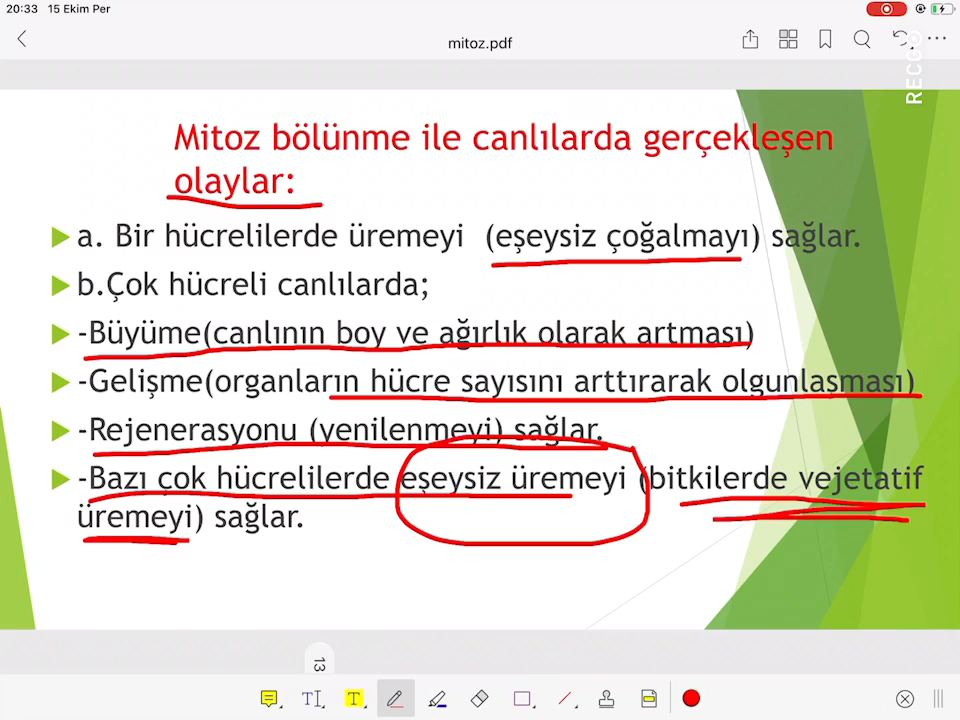 20:33 15 Ekim Per
mitoz.pdf
RECGO
Mitoz bölünme ile canlılarda gerçekleşen
olaylar:
a. Bir hücrelilerde üremeyi (eşeysiz çoğalmayı) sağlar.
b.Çok hücreli canlılarda;
-Büyüme(canlının boy ve ağırlık olarak artması)
-Gelişme(organların hücre sayısını arttırarak olgunlaşması)
-Rejenerasyonu (yenilenmeyi) sağlar.
-Bazı çok hücrelilerde eşeysiz üremeyi (bitkilerde vejetatif
üremeyi) sağlar.
13